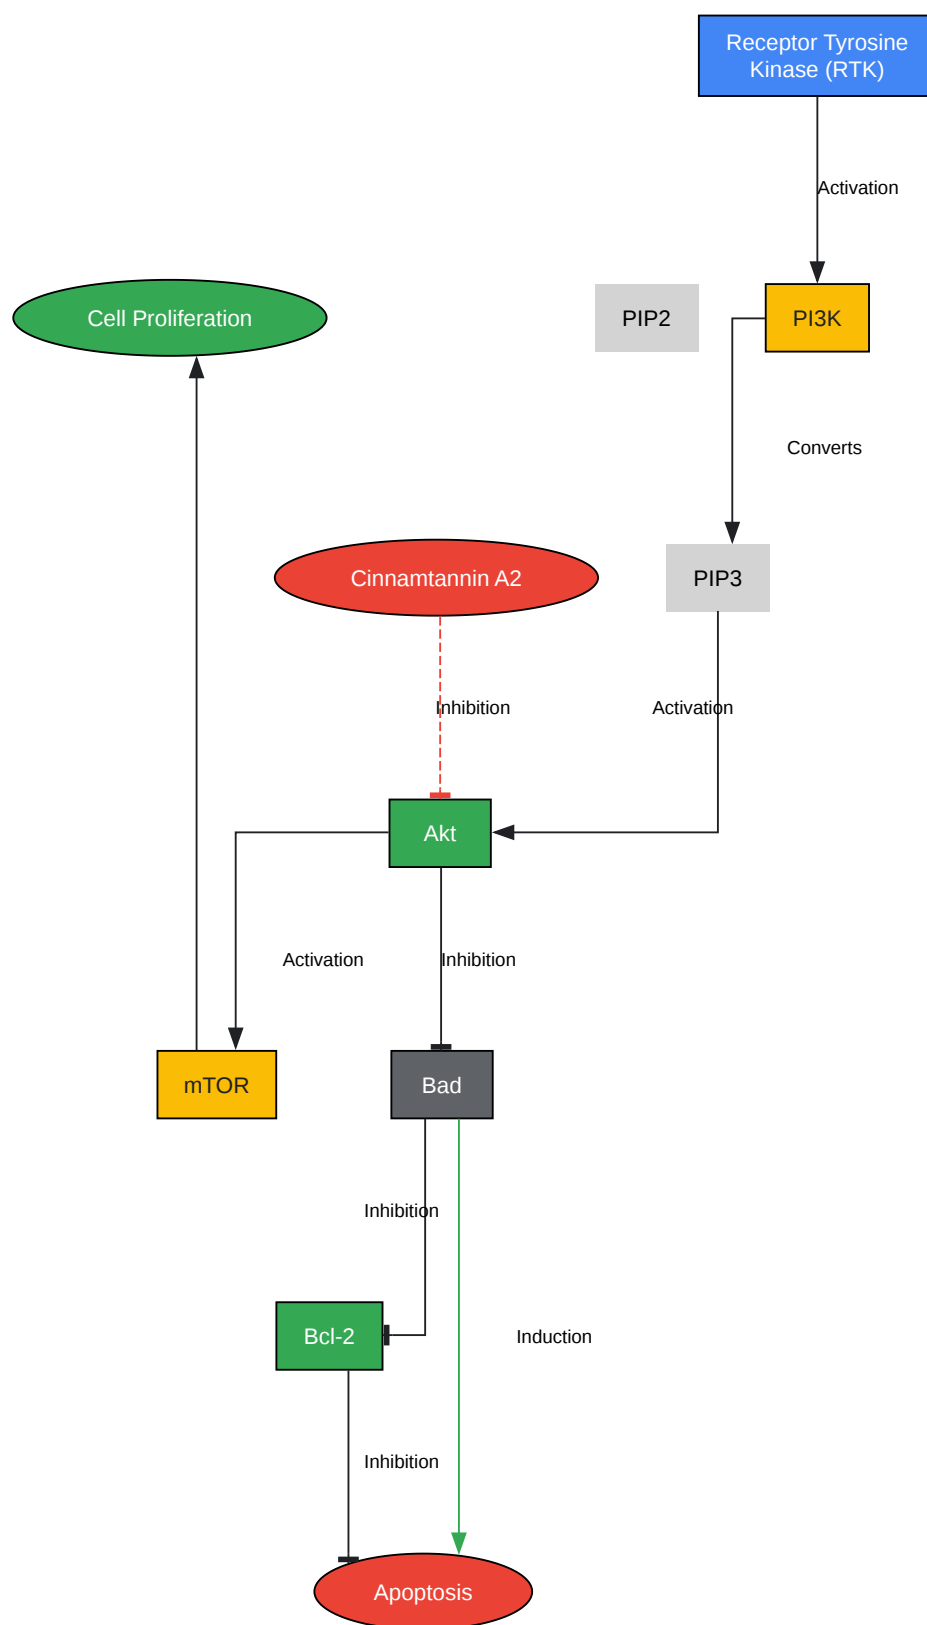 Receptor Tyrosine
Kinase (RTK)
Activation
Cell Proliferation
PIP2
PI3K
Converts
Cinnamtannin A2
PIP3
Inhibition
Activation
Akt
Activation
Inhibition
mTOR
Bad
Inhibition
Bcl-2
Induction
Inhibition
Apoptosis